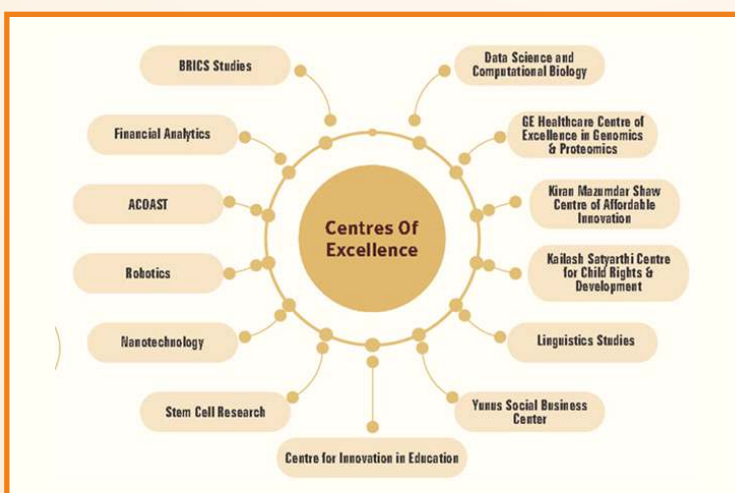 Centres Of
Excellence
BRICS Studies
Financial Analytics
ACOAST
Robotics
Nanotechnology
Stem Cell Research
Centre for Innovation in Education
Data Science and
Computational Biology
GE Healthcare Centre of
Excellence in Genomics
& Proteomics
Kiran Mazumdar Shaw
Centre of Affordable
Innovation
Kailash Satyarthi Centre
for Child Rights &
Development
Linguistics Studies
Yunus Social Business
Center